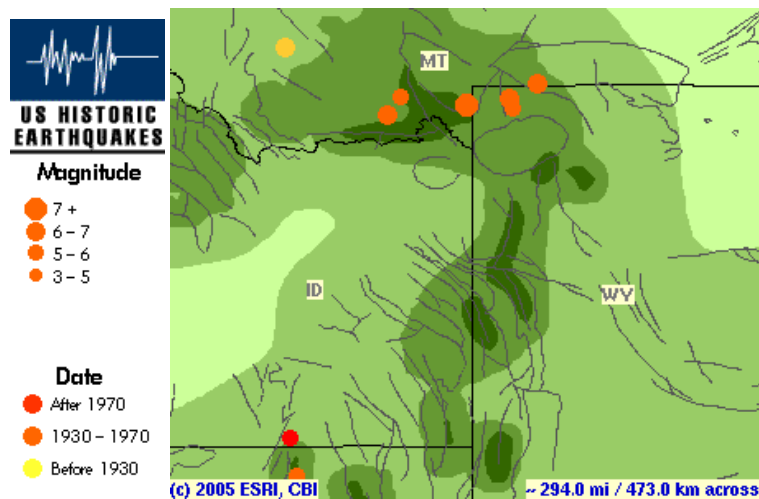 US HISTORIC
EARTHQUAKES
Magnitude
7 +
6 – 7
5 – 6
3 – 5
Date
After 1970
1930 – 1970
Before 1930
MT
ID
WY
(c) 2005 ESRI, CBI
~ 294.0 mi / 473.0 km across